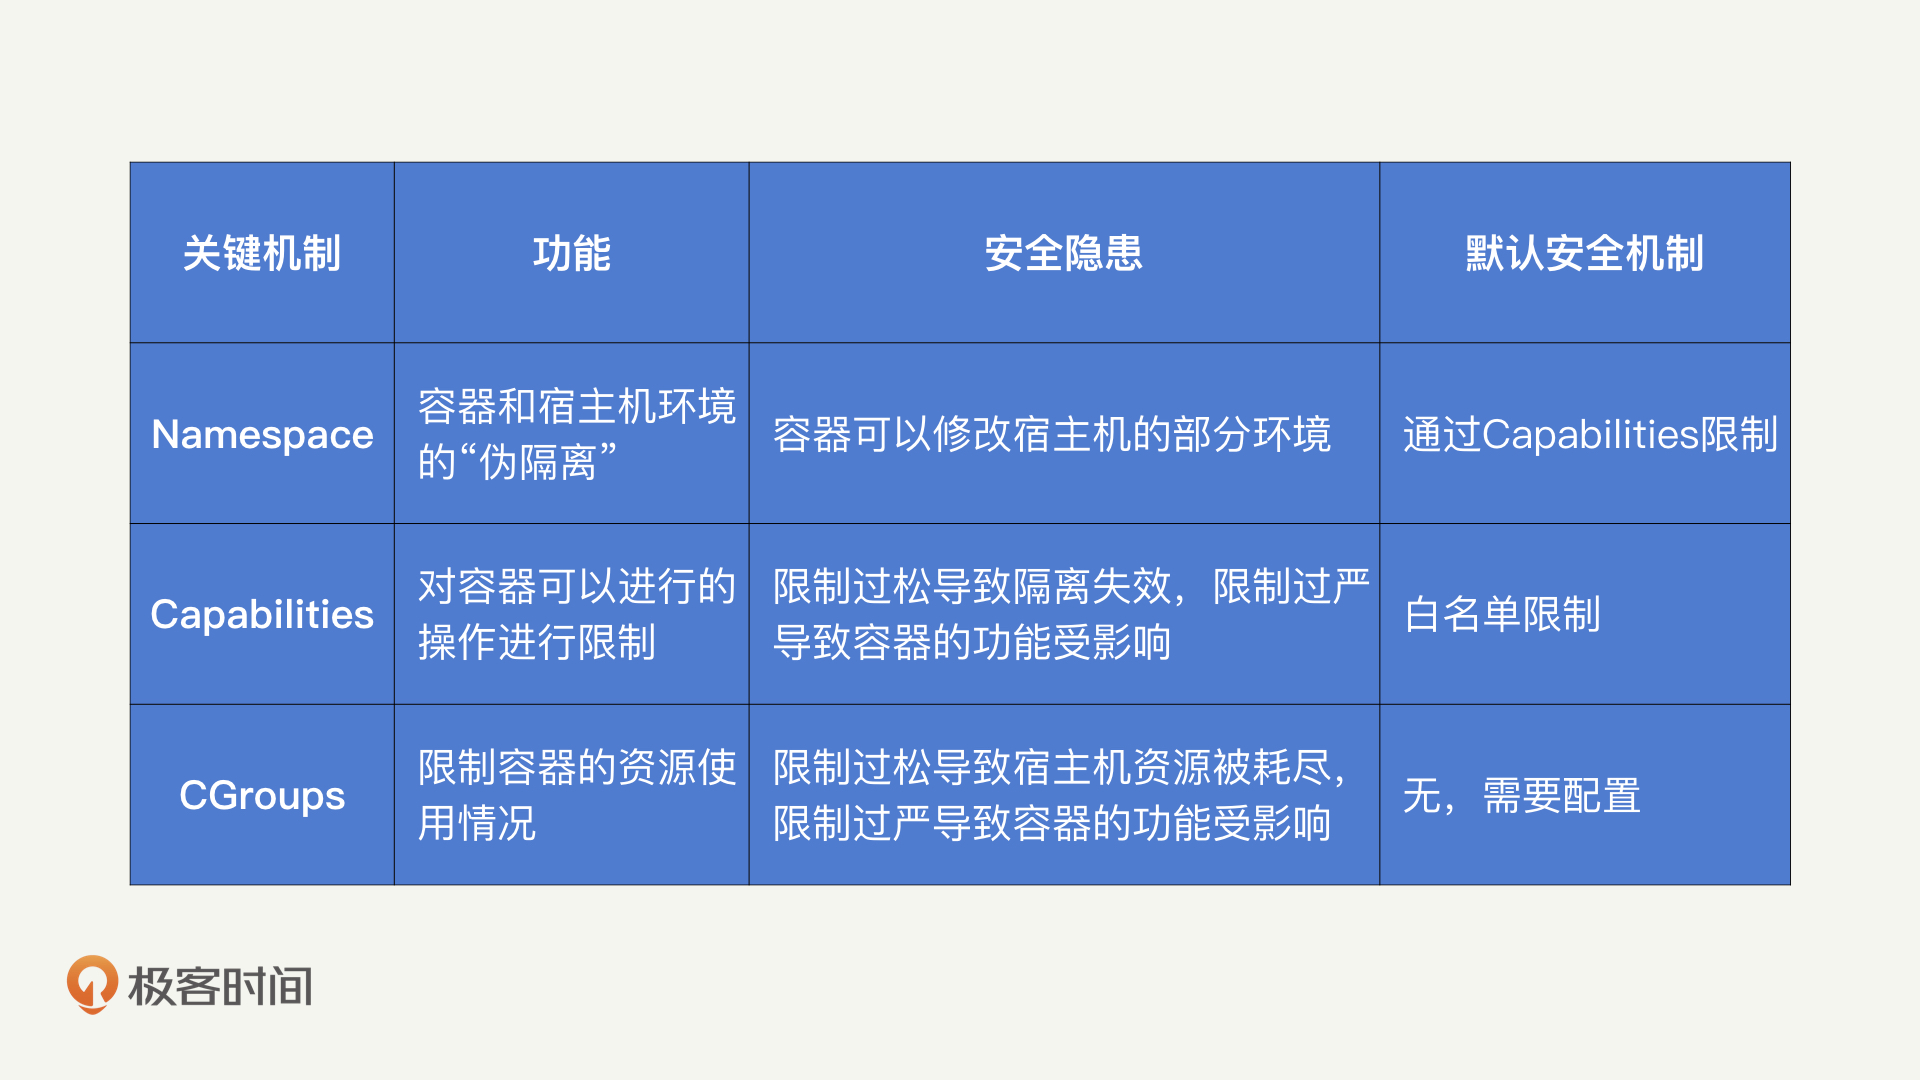 关键机制
功能
安全隐患
默认安全机制
Namespace
容器和宿主机环境
的“伪隔离”
容器可以修改宿主机的部分环境
通过Capabilities限制
Capabilities
对容器可以进行的
操作进行限制
限制过松导致隔离失效，限制过严
导致容器的功能受影响
白名单限制
CGroups
限制容器的资源使
用情况
限制过松导致宿主机资源被耗尽，
限制过严导致容器的功能受影响
无，需要配置
极客时间